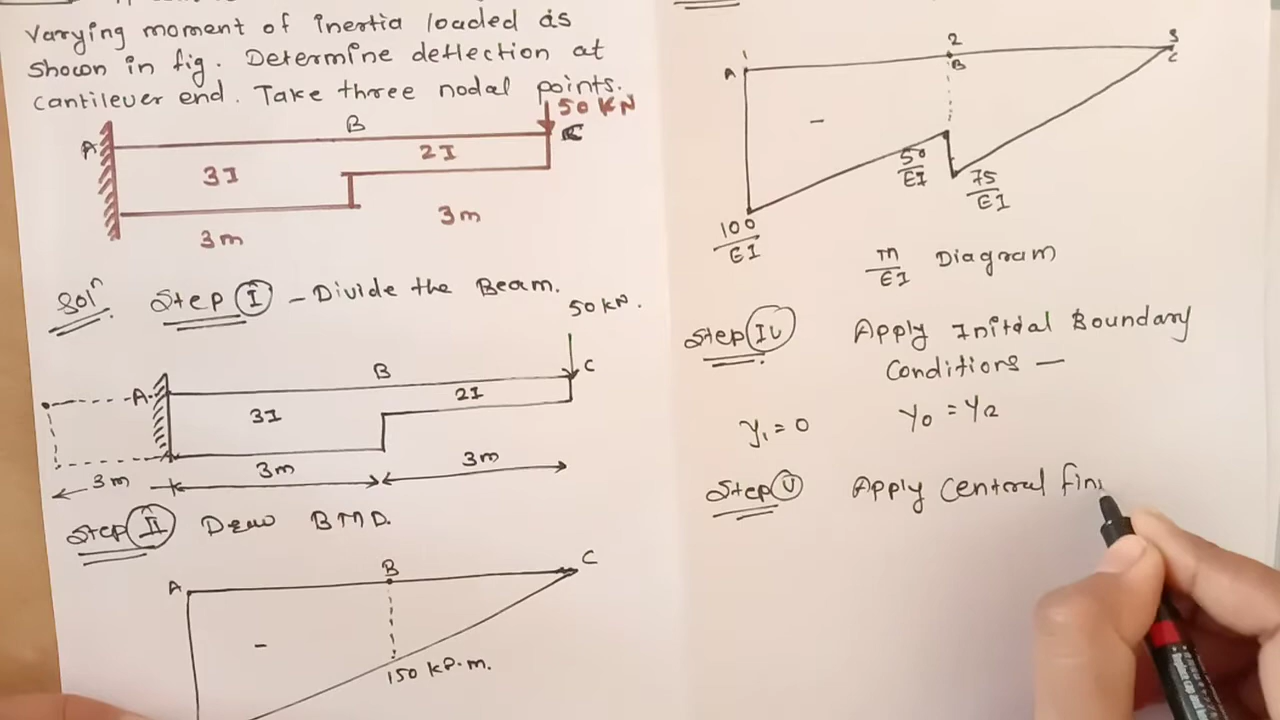 varying moment of inertia loaded as
shown in fig. Determine deflection at
cantilever end. Take three nodal points.
50 KN
A
B
C
3I
2I
3m
3m
Solⁿ.
Step I - Divide the Beam.
50 kN.
A
B
C
3I
2I
3m
3m
3m
Step II Draw BMD.
A
B
C
-
150 kN.m.
1
2
3
A
B
C
-
50/EI
75/EI
100/EI
m/EI Diagram
Step IV Apply Initial Boundary
Conditions —
y₁ = 0 y₀ = y₂
Step V Apply Central fin